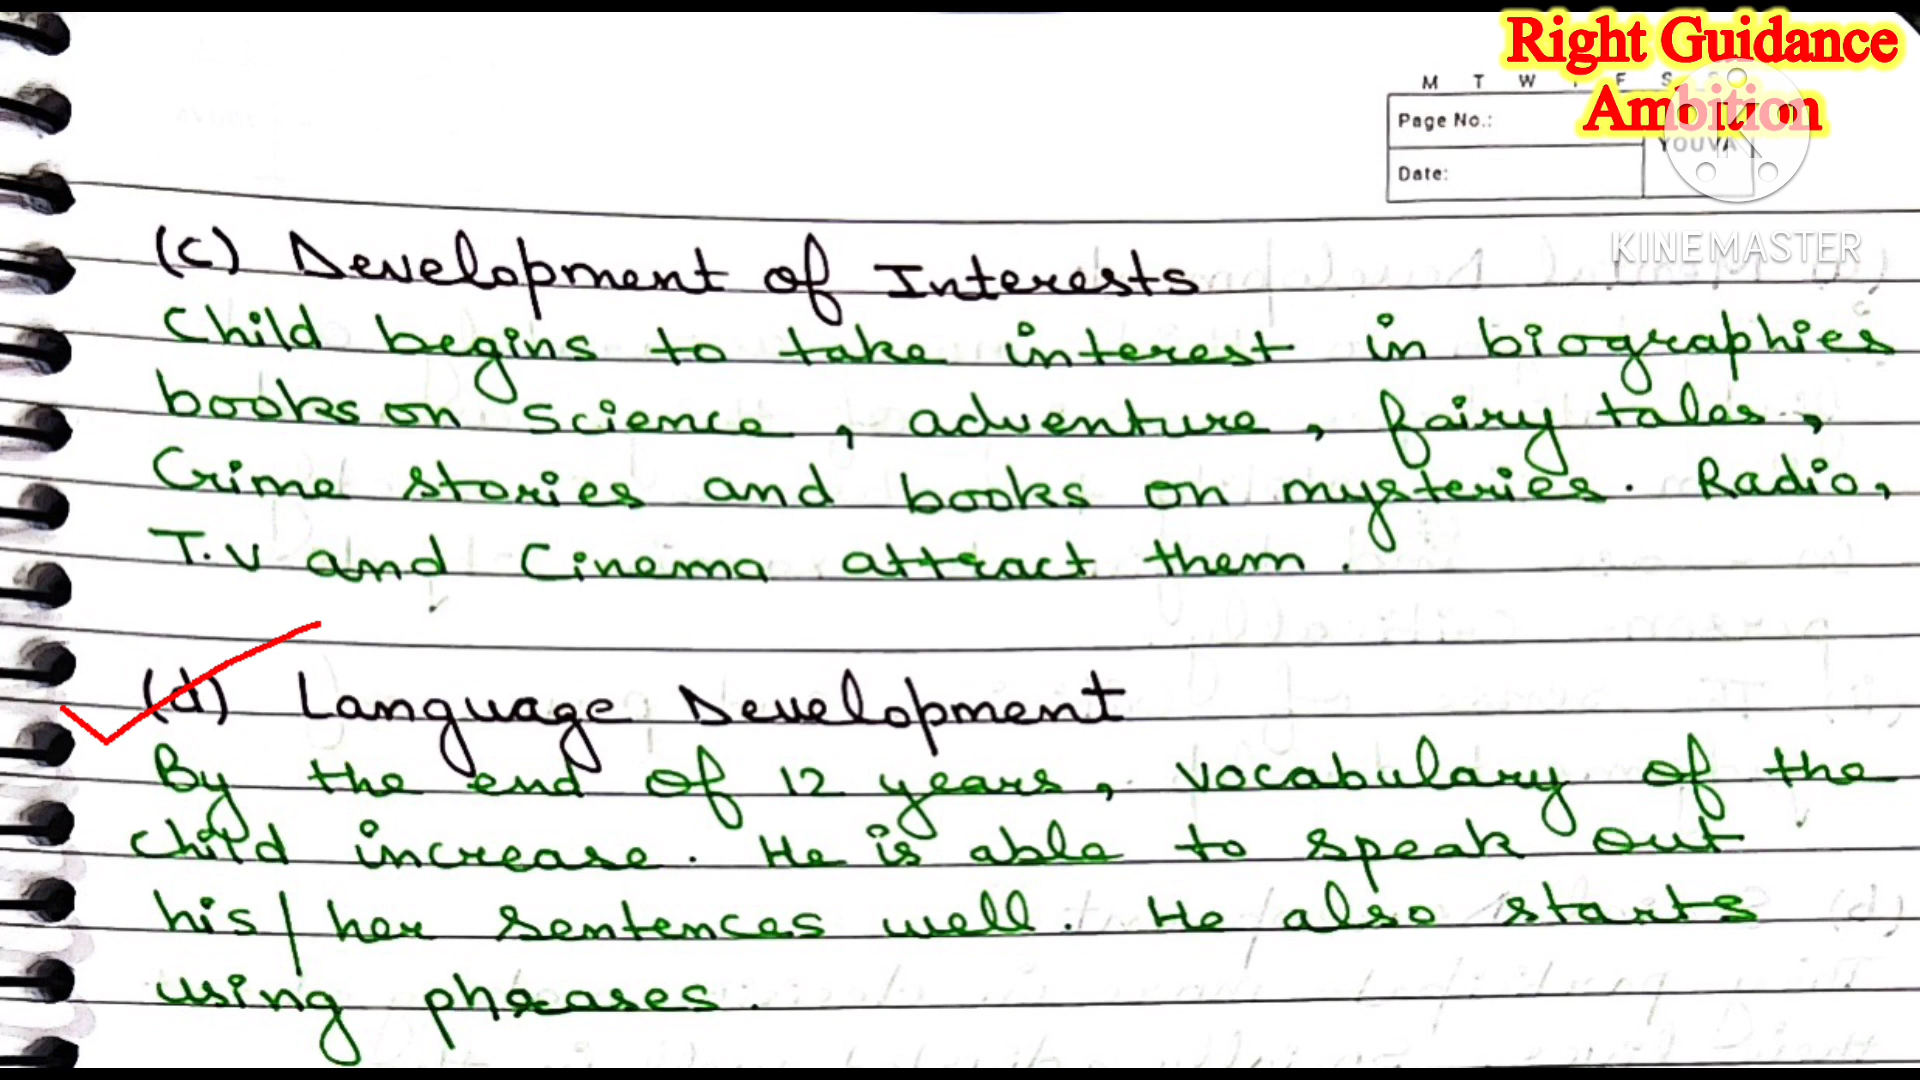 Right Guidance
Ambition
M T W T F S S
Page No.:
YOUVA
Date:
KINEMASTER
(c) Development of Interests
Child begins to take interest in biographies
books on science, adventure, fairy tales,
Crime stories and books on mysteries. Radio,
T.V and Cinema attract them.
(d) Language Development
By the end of 12 years, vocabulary of the
child increase. He is able to speak out
his/her sentences well. He also starts
using phrases.